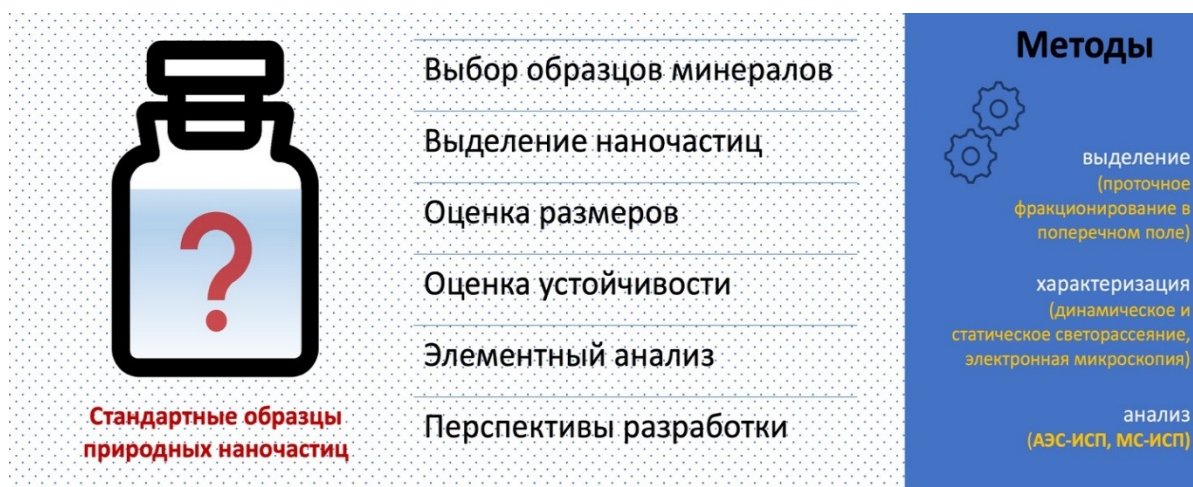 ?
Стандартные образцы
природных наночастиц
Выбор образцов минералов
Выделение наночастиц
Оценка размеров
Оценка устойчивости
Элементный анализ
Перспективы разработки
Методы
выделение
(проточное
фракционирование в
поперечном поле)
характеризация
(динамическое и
статическое светорассеяние,
электронная микроскопия)
анализ
(АЭС-ИСП, МС-ИСП)